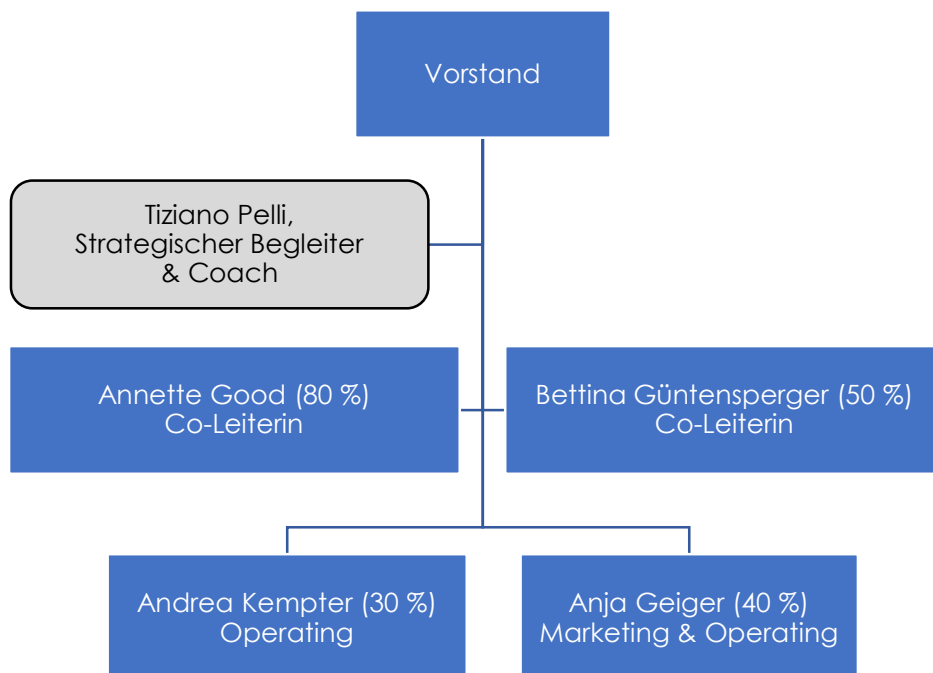 Vorstand
Tiziano Pelli,
Strategischer Begleiter
& Coach
Annette Good (80 %)
Co-Leiterin
Bettina Güntensperger (50 %)
Co-Leiterin
Andrea Kempter (30 %)
Operating
Anja Geiger (40 %)
Marketing & Operating